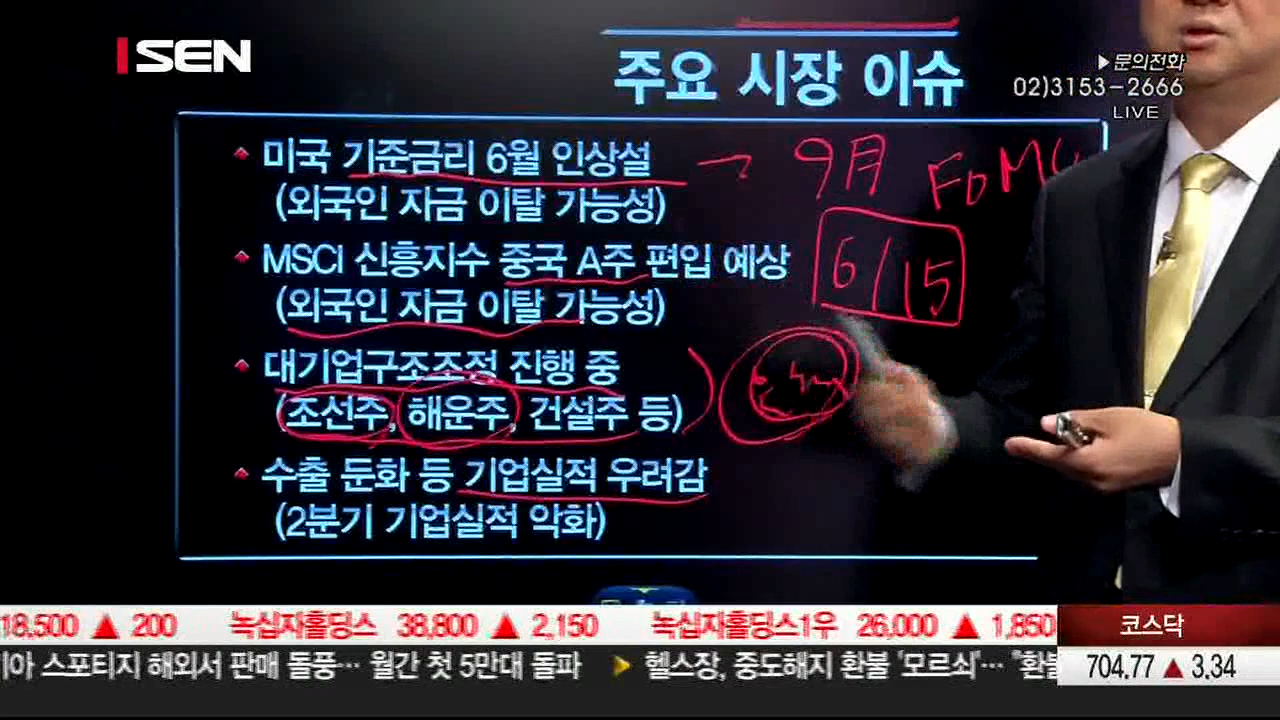 SEN
주요 시장 이슈
문의전화
02)3153-2666
LIVE
미국 기준금리 6월 인상설 9月 FOMC
(외국인 자금 이탈 가능성)
MSCI 신흥지수 중국 A주 편입 예상 6/15
(외국인 자금 이탈 가능성)
대기업구조조정 진행 중
(조선주, 해운주, 건설주 등)
수출 둔화 등 기업실적 우려감
(2분기 기업실적 악화)
18,500 ▲ 200 녹십자홀딩스 38,800 ▲ 2,150 녹십자홀딩스1우 26,000 ▲ 1,850
코스닥
기아 스포티지 해외서 판매 돌풍… 월간 첫 5만대 돌파 ▶ 헬스장, 중도해지 환불 '모르쇠'… "환불
704.77 ▲ 3.34